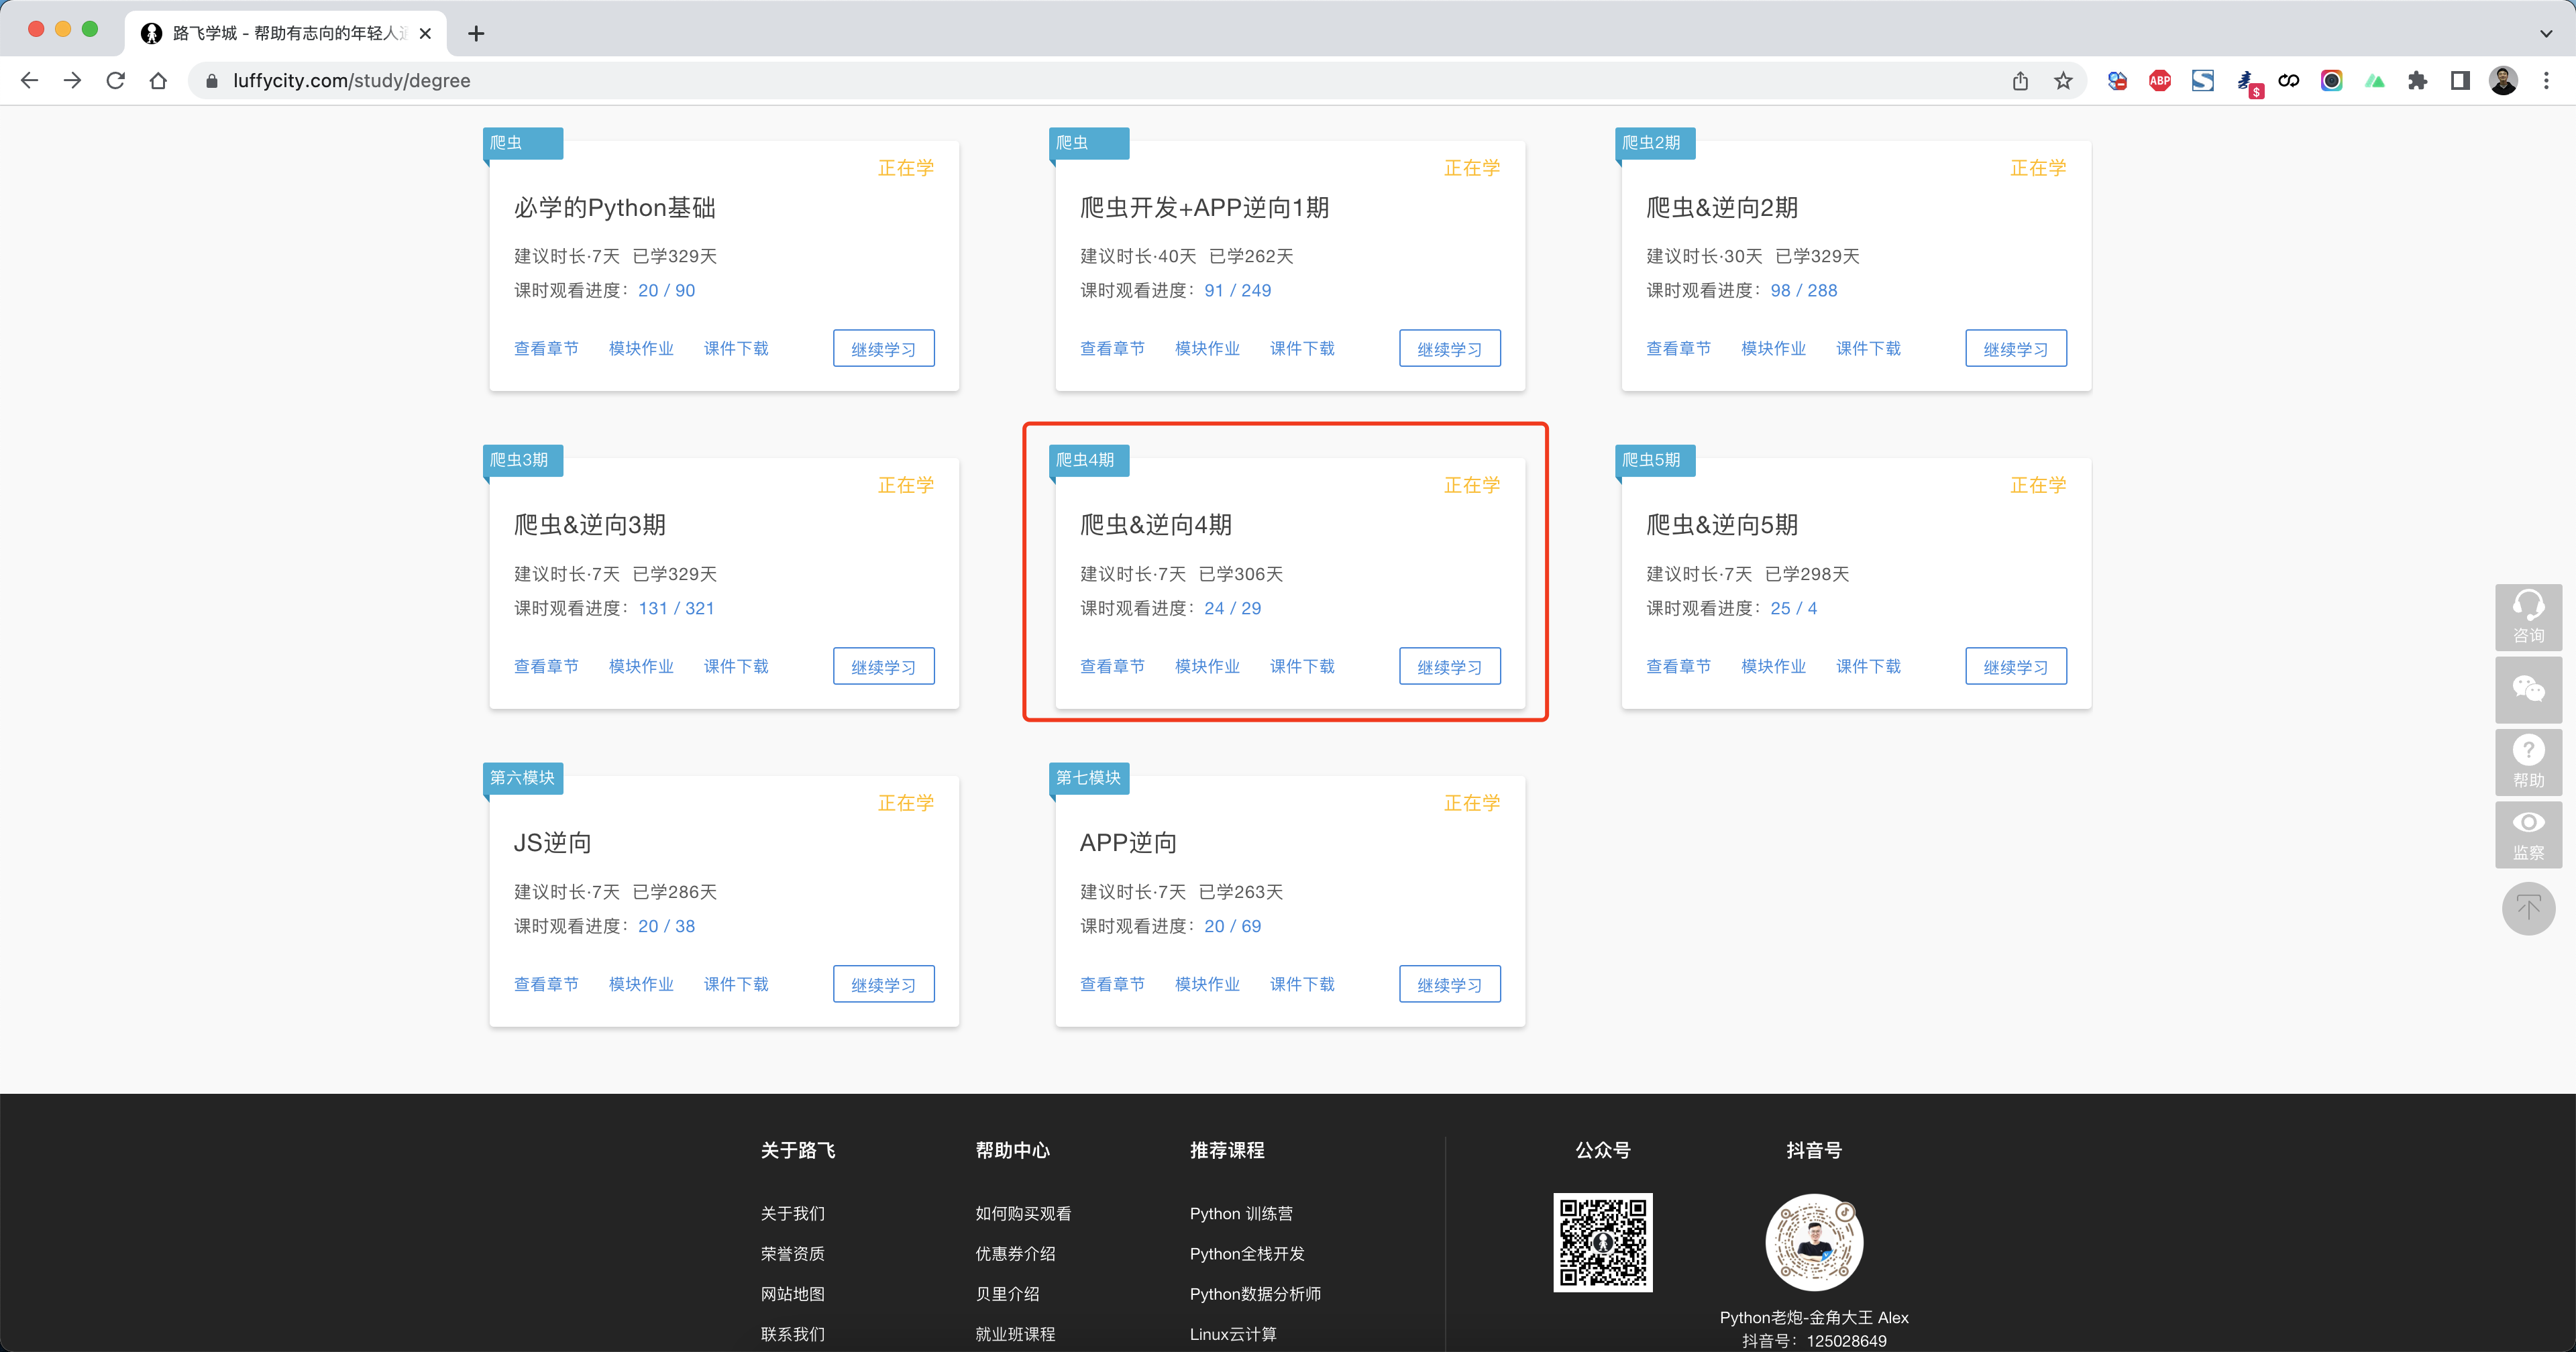 路飞学城 - 帮助有志向的年轻人
luffycity.com/study/degree
ABP
$
爬虫
正在学
必学的Python基础
建议时长·7天 已学329天
课时观看进度：20 / 90
查看章节 模块作业 课件下载 继续学习
爬虫
正在学
爬虫开发+APP逆向1期
建议时长·40天 已学262天
课时观看进度：91 / 249
查看章节 模块作业 课件下载 继续学习
爬虫2期
正在学
爬虫&逆向2期
建议时长·30天 已学329天
课时观看进度：98 / 288
查看章节 模块作业 课件下载 继续学习
爬虫3期
正在学
爬虫&逆向3期
建议时长·7天 已学329天
课时观看进度：131 / 321
查看章节 模块作业 课件下载 继续学习
爬虫4期
正在学
爬虫&逆向4期
建议时长·7天 已学306天
课时观看进度：24 / 29
查看章节 模块作业 课件下载 继续学习
爬虫5期
正在学
爬虫&逆向5期
建议时长·7天 已学298天
课时观看进度：25 / 4
查看章节 模块作业 课件下载 继续学习
第六模块
正在学
JS逆向
建议时长·7天 已学286天
课时观看进度：20 / 38
查看章节 模块作业 课件下载 继续学习
第七模块
正在学
APP逆向
建议时长·7天 已学263天
课时观看进度：20 / 69
查看章节 模块作业 课件下载 继续学习
咨询
帮助
监察
关于路飞
关于我们
荣誉资质
网站地图
联系我们
帮助中心
如何购买观看
优惠券介绍
贝里介绍
就业班课程
推荐课程
Python 训练营
Python全栈开发
Python数据分析师
Linux云计算
公众号
抖音号
Python老炮-金角大王 Alex
抖音号：125028649